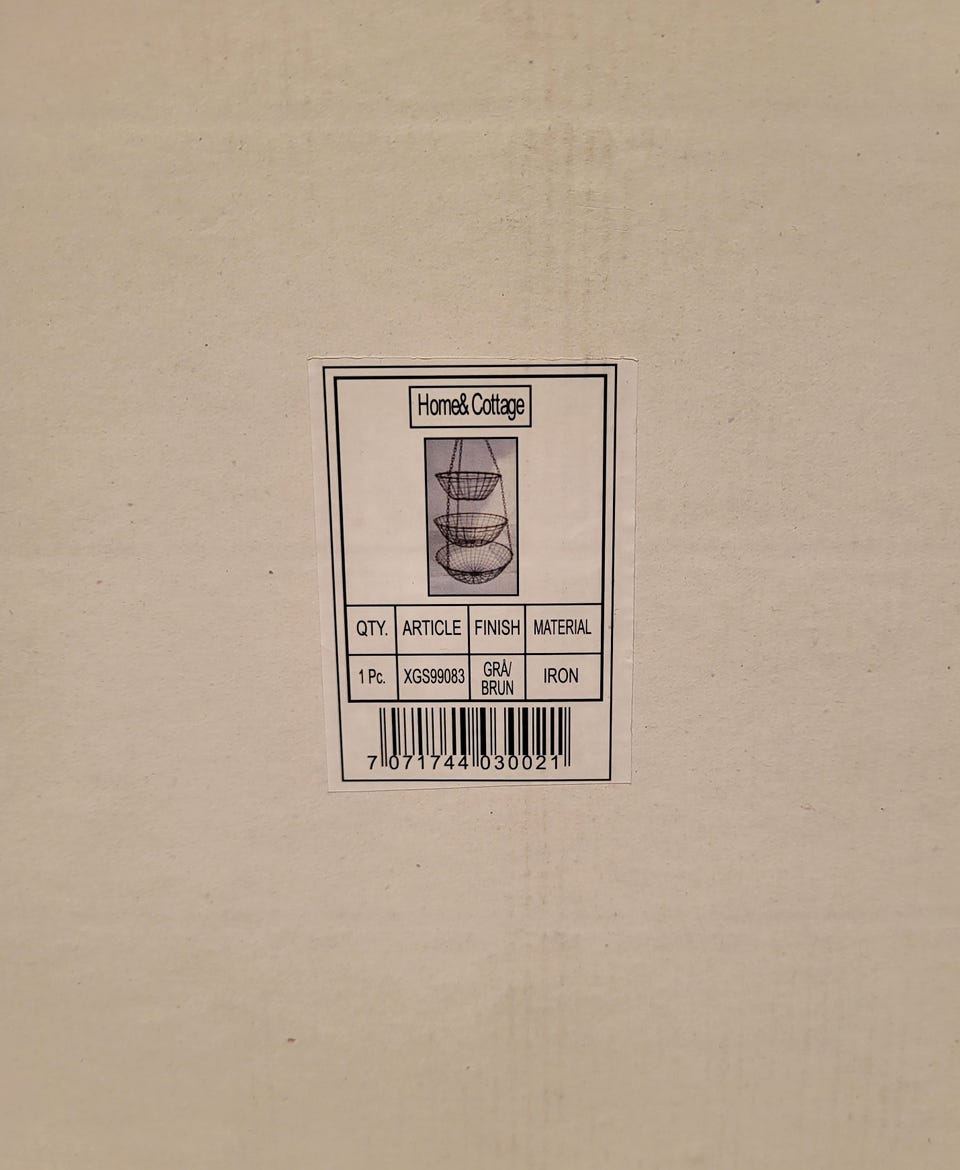 Home& Cottage
QTY. ARTICLE FINISH MATERIAL
1 Pc. XGS99083 GRÅ/ BRUN IRON
7 071744 030021